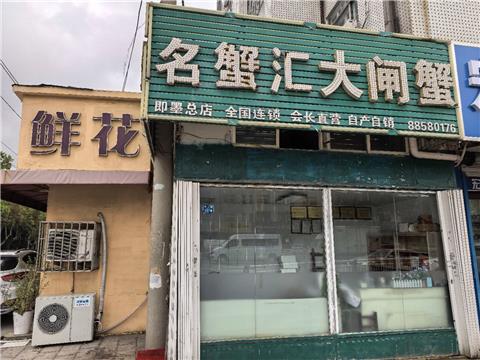 名蟹汇大闸蟹
即墨总店 全国连锁 会长直营 自产自销 88580176
鲜花